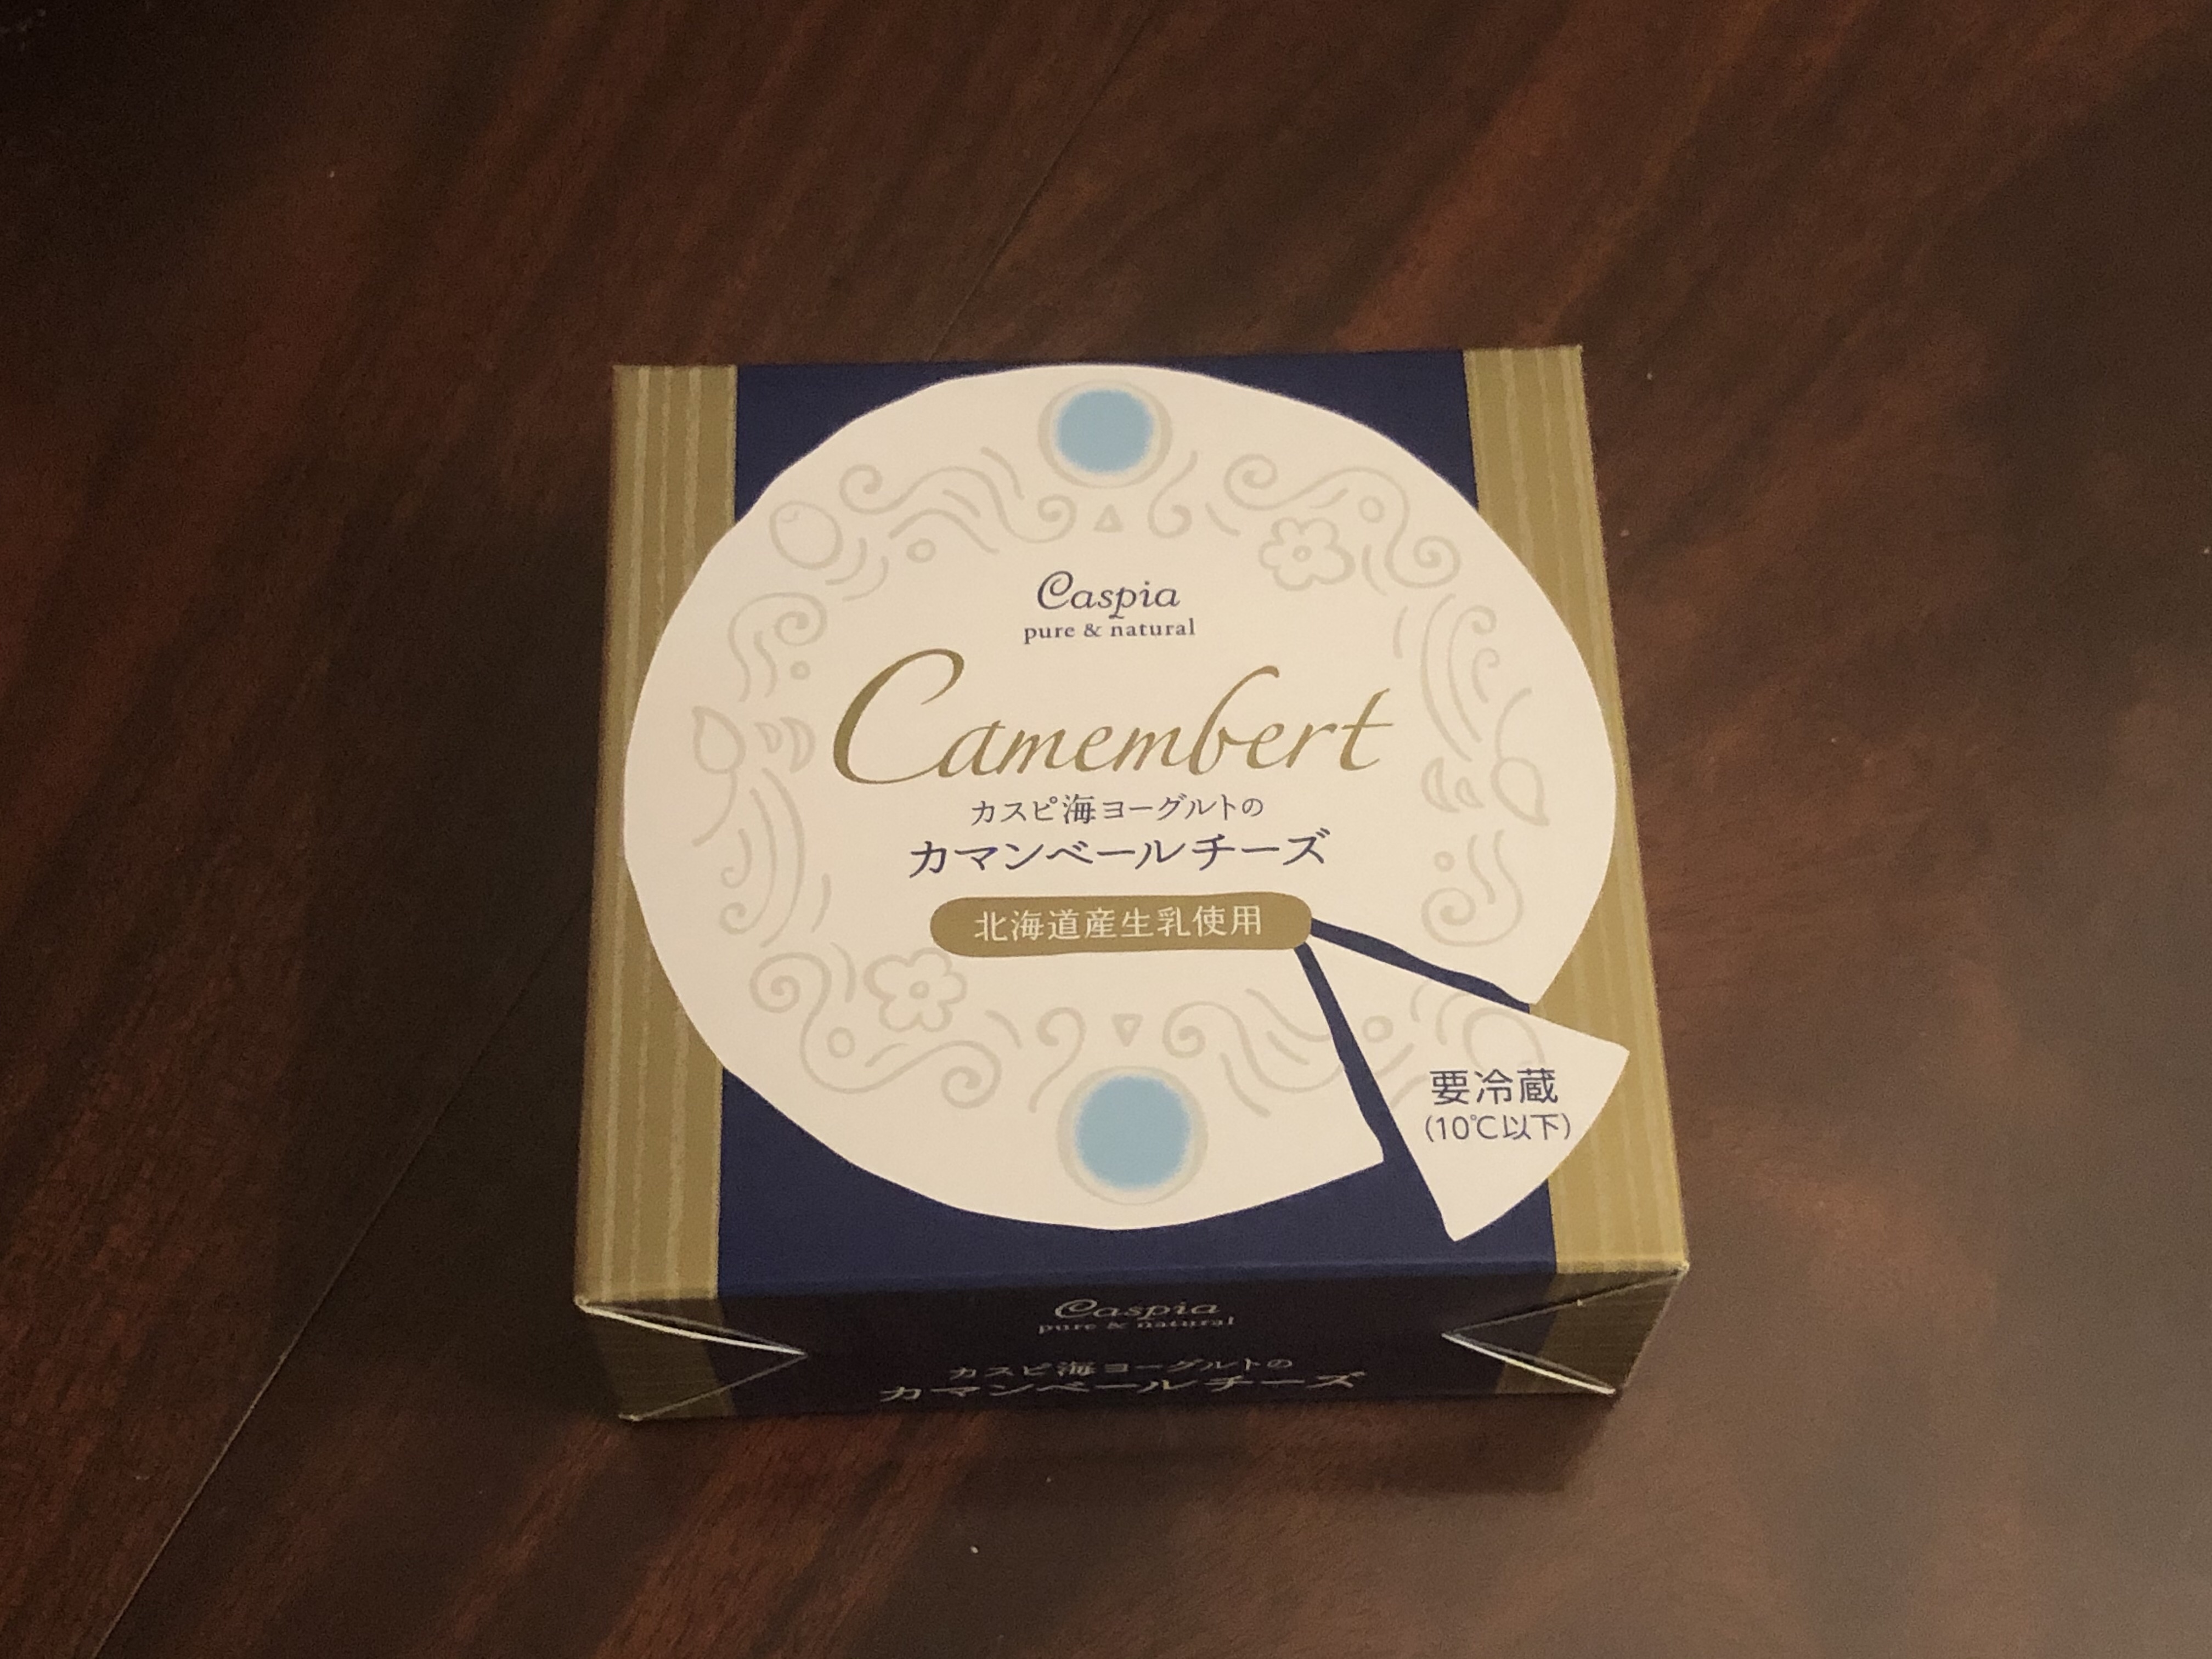 Caspia
pure & natural
Camembert
カスピ海ヨーグルトの
カマンベールチーズ
北海道産生乳使用
要冷蔵
(10℃以下)
Caspia
pure & natural
カスピ海ヨーグルトの
カマンベールチーズ